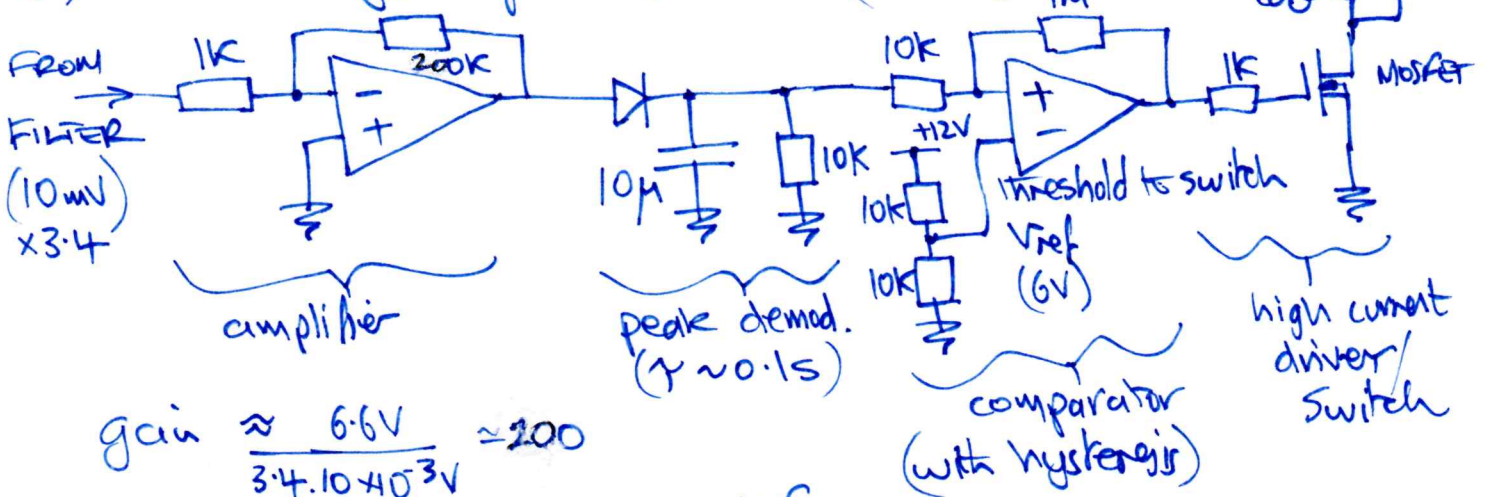 FROM
FILTER
(10mV)
×3.4
1K
200K
−
+
10μ
10K
10K
+12V
10K
10K
1M
+
−
threshold to switch
Vref
(6V)
1K
MOSFET
amplifier
peak demod.
(τ ~0.1s)
comparator
(with hysteresis)
high current
driver/
switch
gain ≈ 6.6V / 3.4.10×10⁻³V ≃200